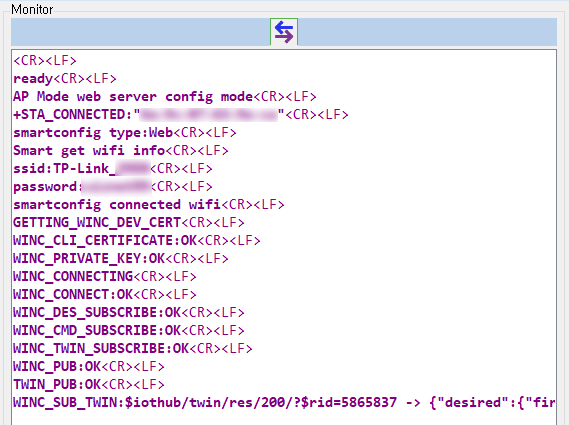 Monitor
<CR><LF>
ready<CR><LF>
AP Mode web server config mode<CR><LF>
+STA_CONNECTED:" "<CR><LF>
smartconfig type:Web<CR><LF>
Smart get wifi info<CR><LF>
ssid:TP-Link_ <CR><LF>
password: <CR><LF>
smartconfig connected wifi<CR><LF>
GETTING_WINC_DEV_CERT<CR><LF>
WINC_CLI_CERTIFICATE:OK<CR><LF>
WINC_PRIVATE_KEY:OK<CR><LF>
WINC_CONNECTING<CR><LF>
WINC_CONNECT:OK<CR><LF>
WINC_DES_SUBSCRIBE:OK<CR><LF>
WINC_CMD_SUBSCRIBE:OK<CR><LF>
WINC_TWIN_SUBSCRIBE:OK<CR><LF>
WINC_PUB:OK<CR><LF>
TWIN_PUB:OK<CR><LF>
WINC_SUB_TWIN:$iothub/twin/res/200/?$rid=5865837 -> {"desired":{"fir